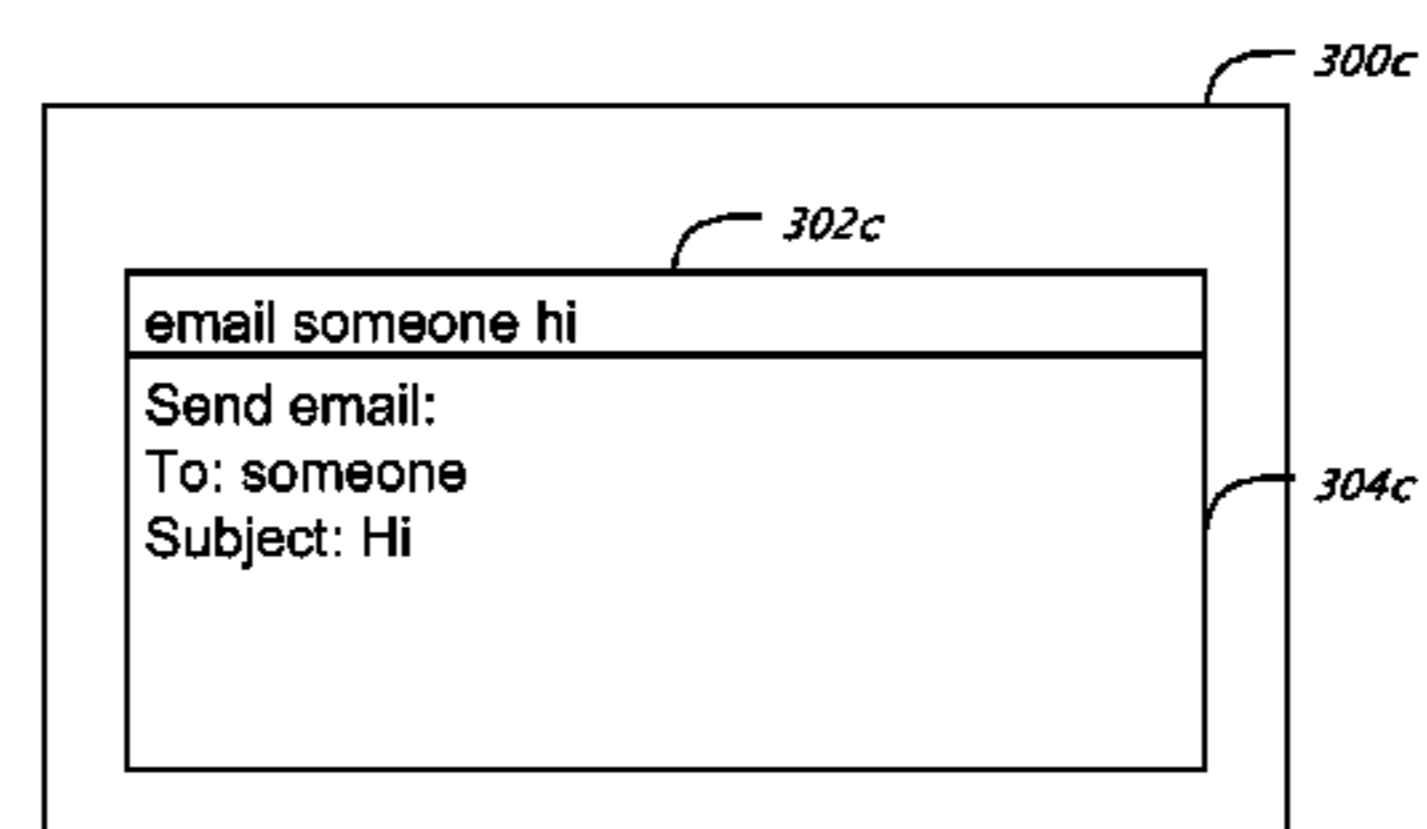 300c
302c
email someone hi
Send email:
To: someone
304c
Subject: Hi